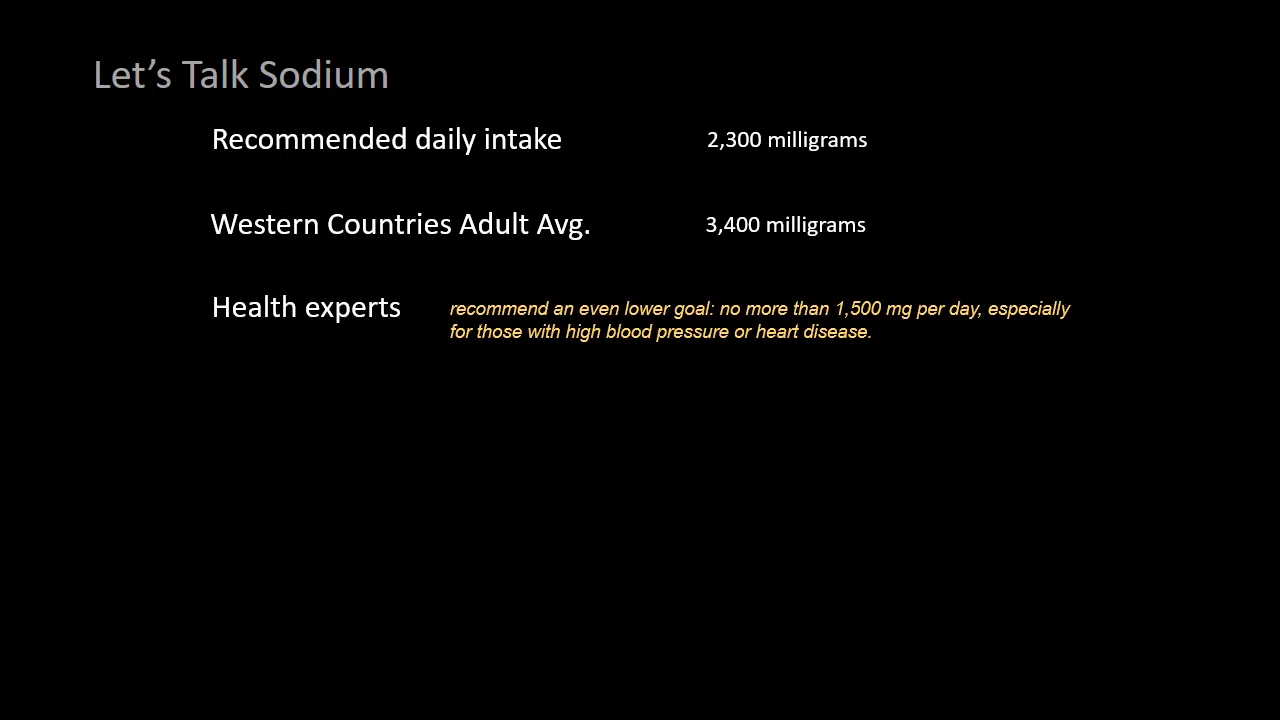 Let’s Talk Sodium
Recommended daily intake 2,300 milligrams
Western Countries Adult Avg. 3,400 milligrams
Health experts recommend an even lower goal: no more than 1,500 mg per day, especially
for those with high blood pressure or heart disease.